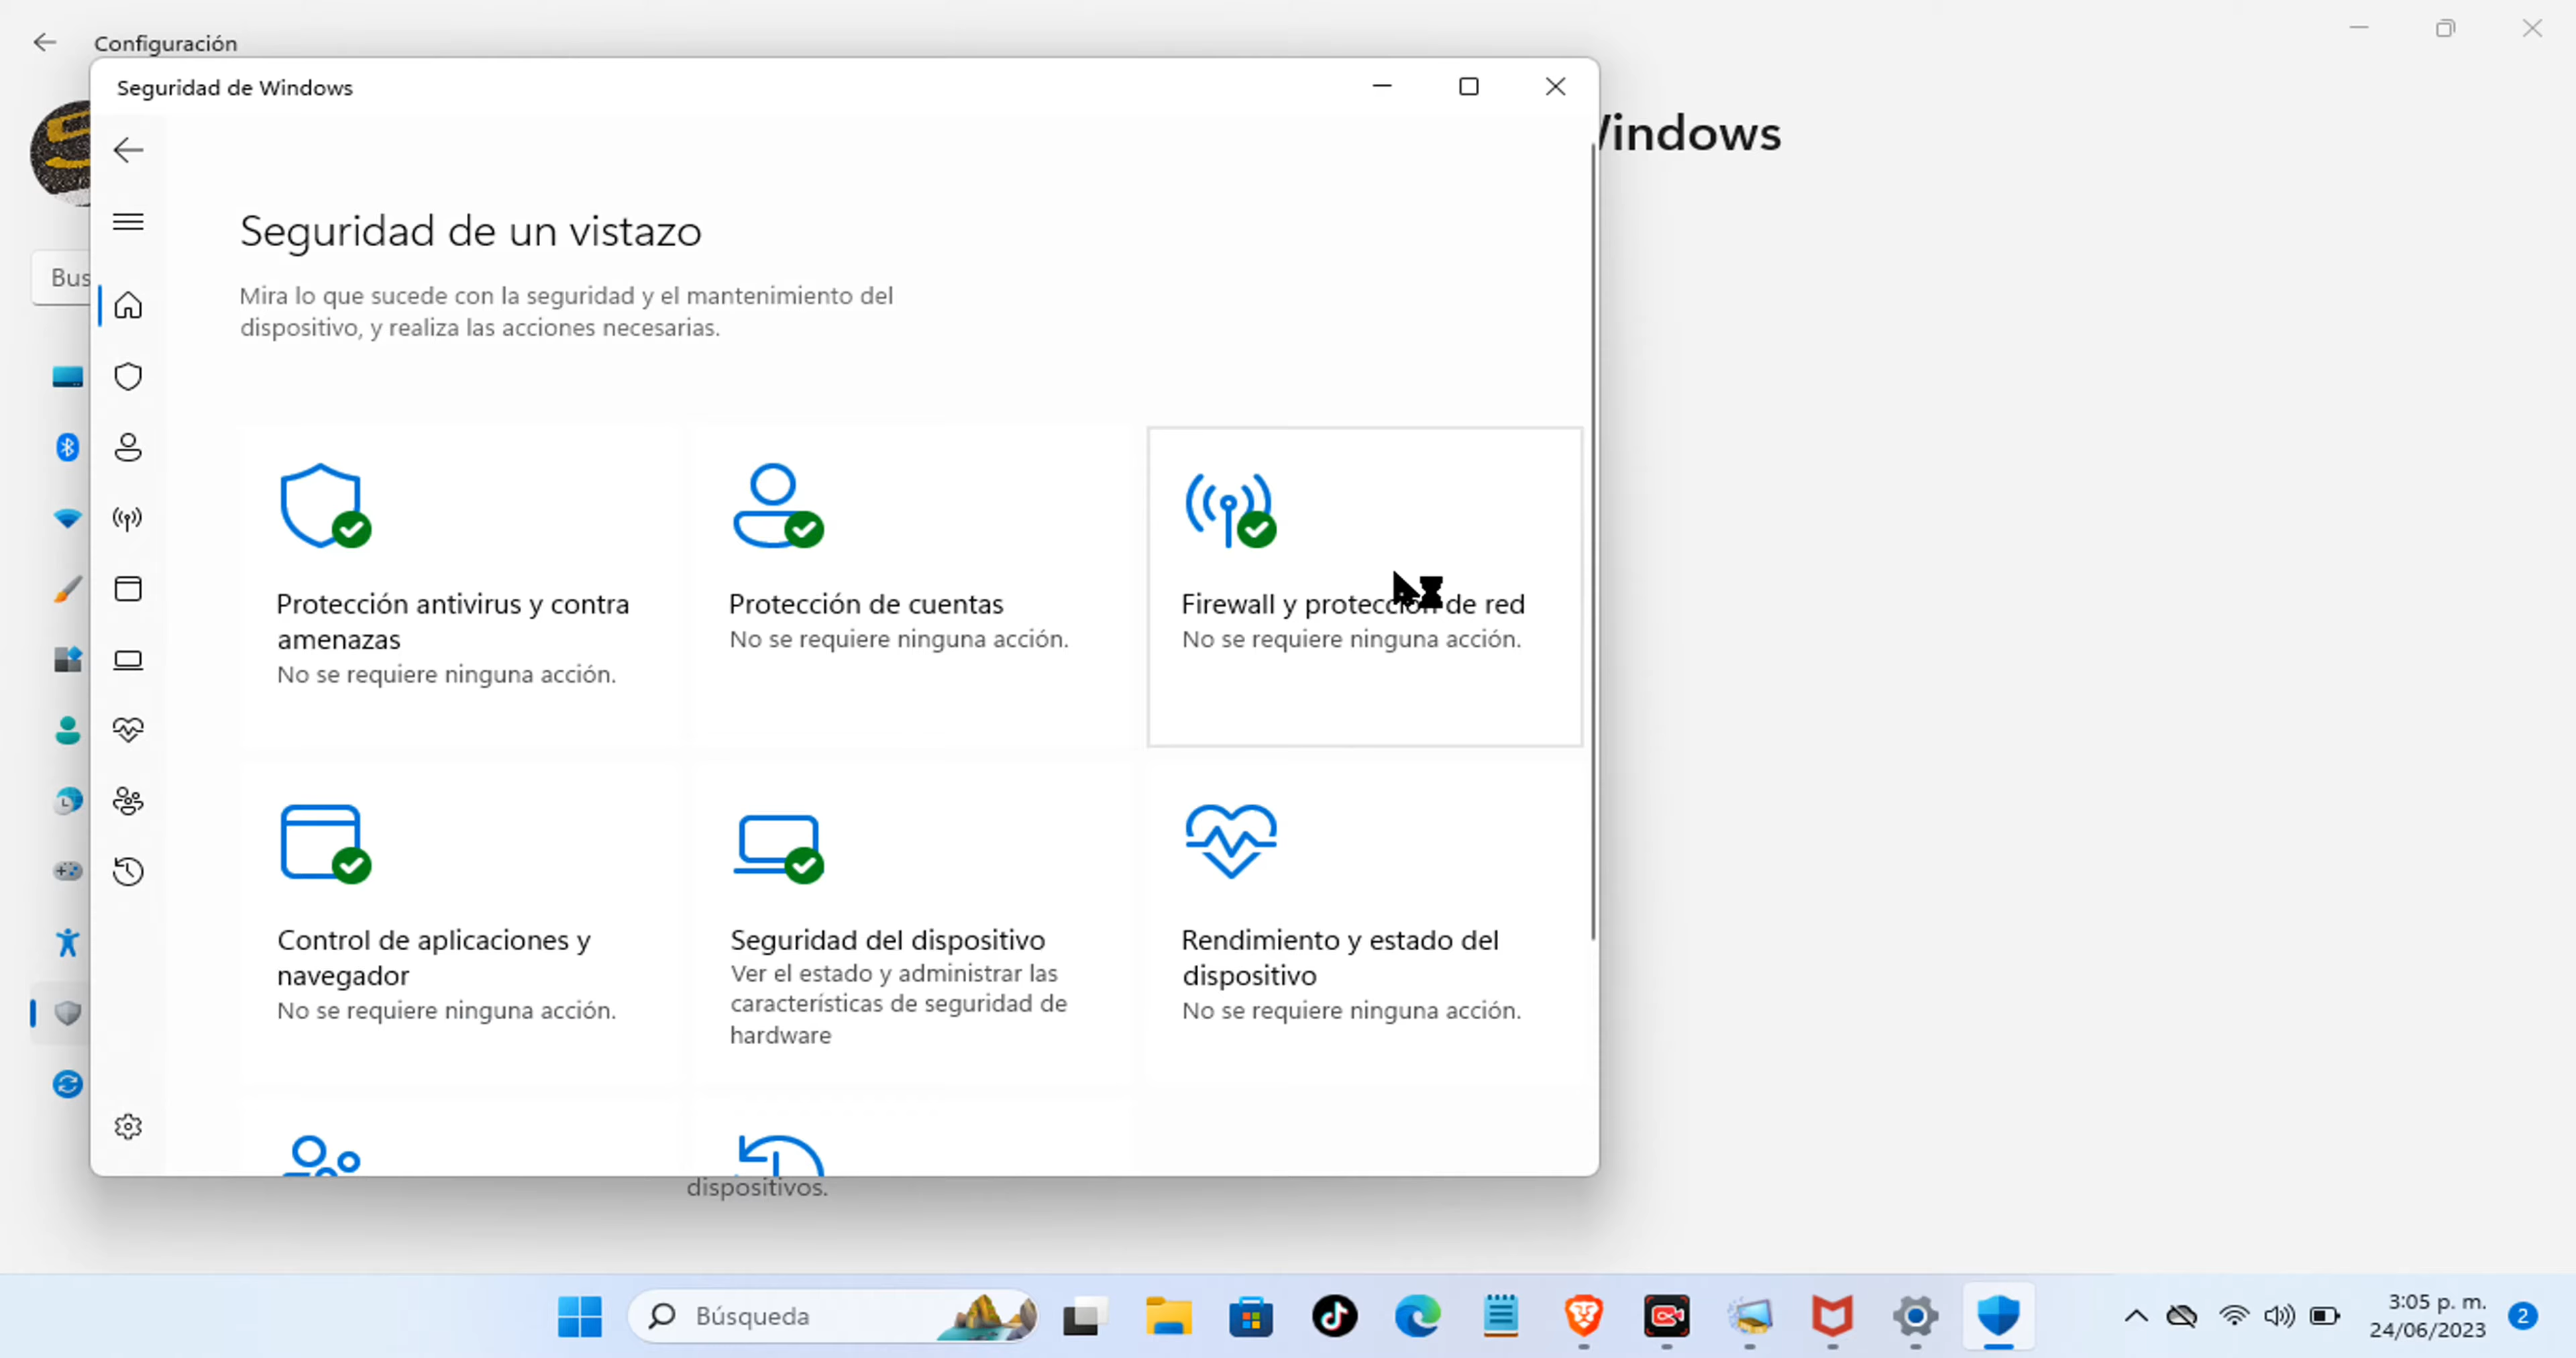 Configuración
Seguridad de Windows
Windows
Bus
Seguridad de un vistazo
Mira lo que sucede con la seguridad y el mantenimiento del
dispositivo, y realiza las acciones necesarias.
Protección antivirus y contra
amenazas
No se requiere ninguna acción.
Protección de cuentas
No se requiere ninguna acción.
Firewall y protección de red
No se requiere ninguna acción.
Control de aplicaciones y
navegador
No se requiere ninguna acción.
Seguridad del dispositivo
Ver el estado y administrar las
características de seguridad de
hardware
Rendimiento y estado del
dispositivo
No se requiere ninguna acción.
dispositivos.
Búsqueda
3:05 p. m.
24/06/2023
2